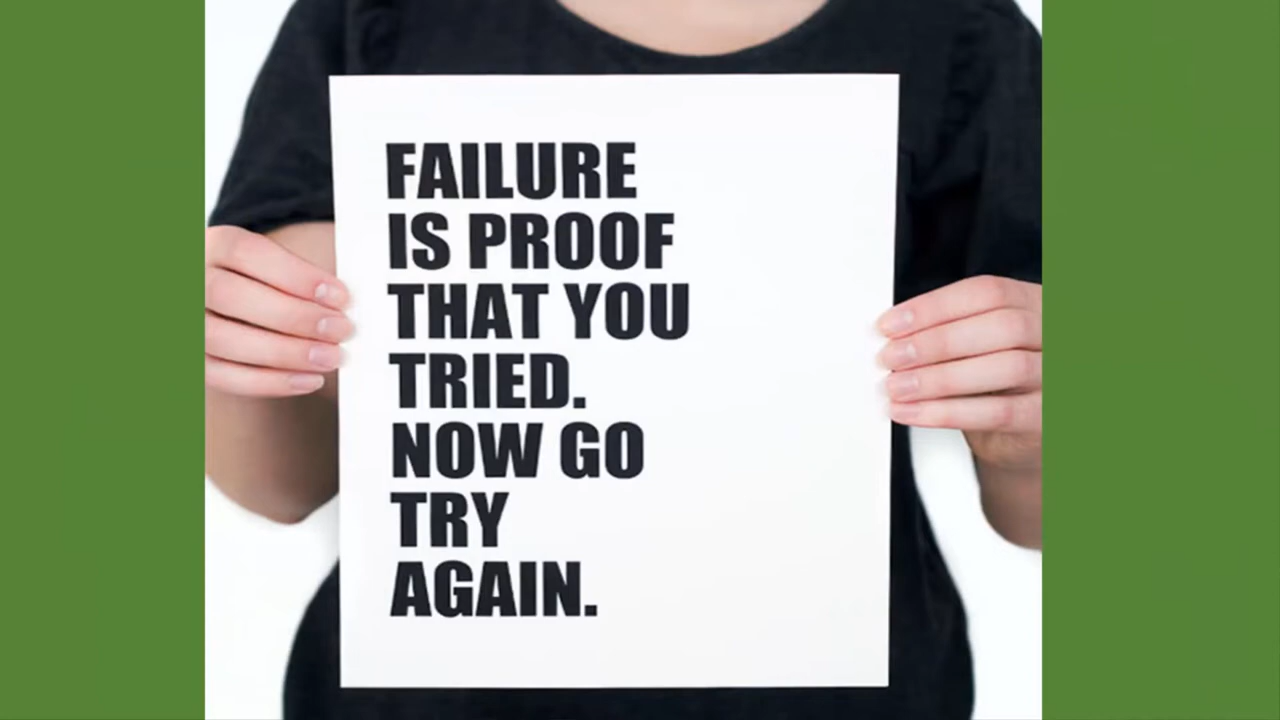 FAILURE
IS PROOF
THAT YOU
TRIED.
NOW GO
TRY
AGAIN.